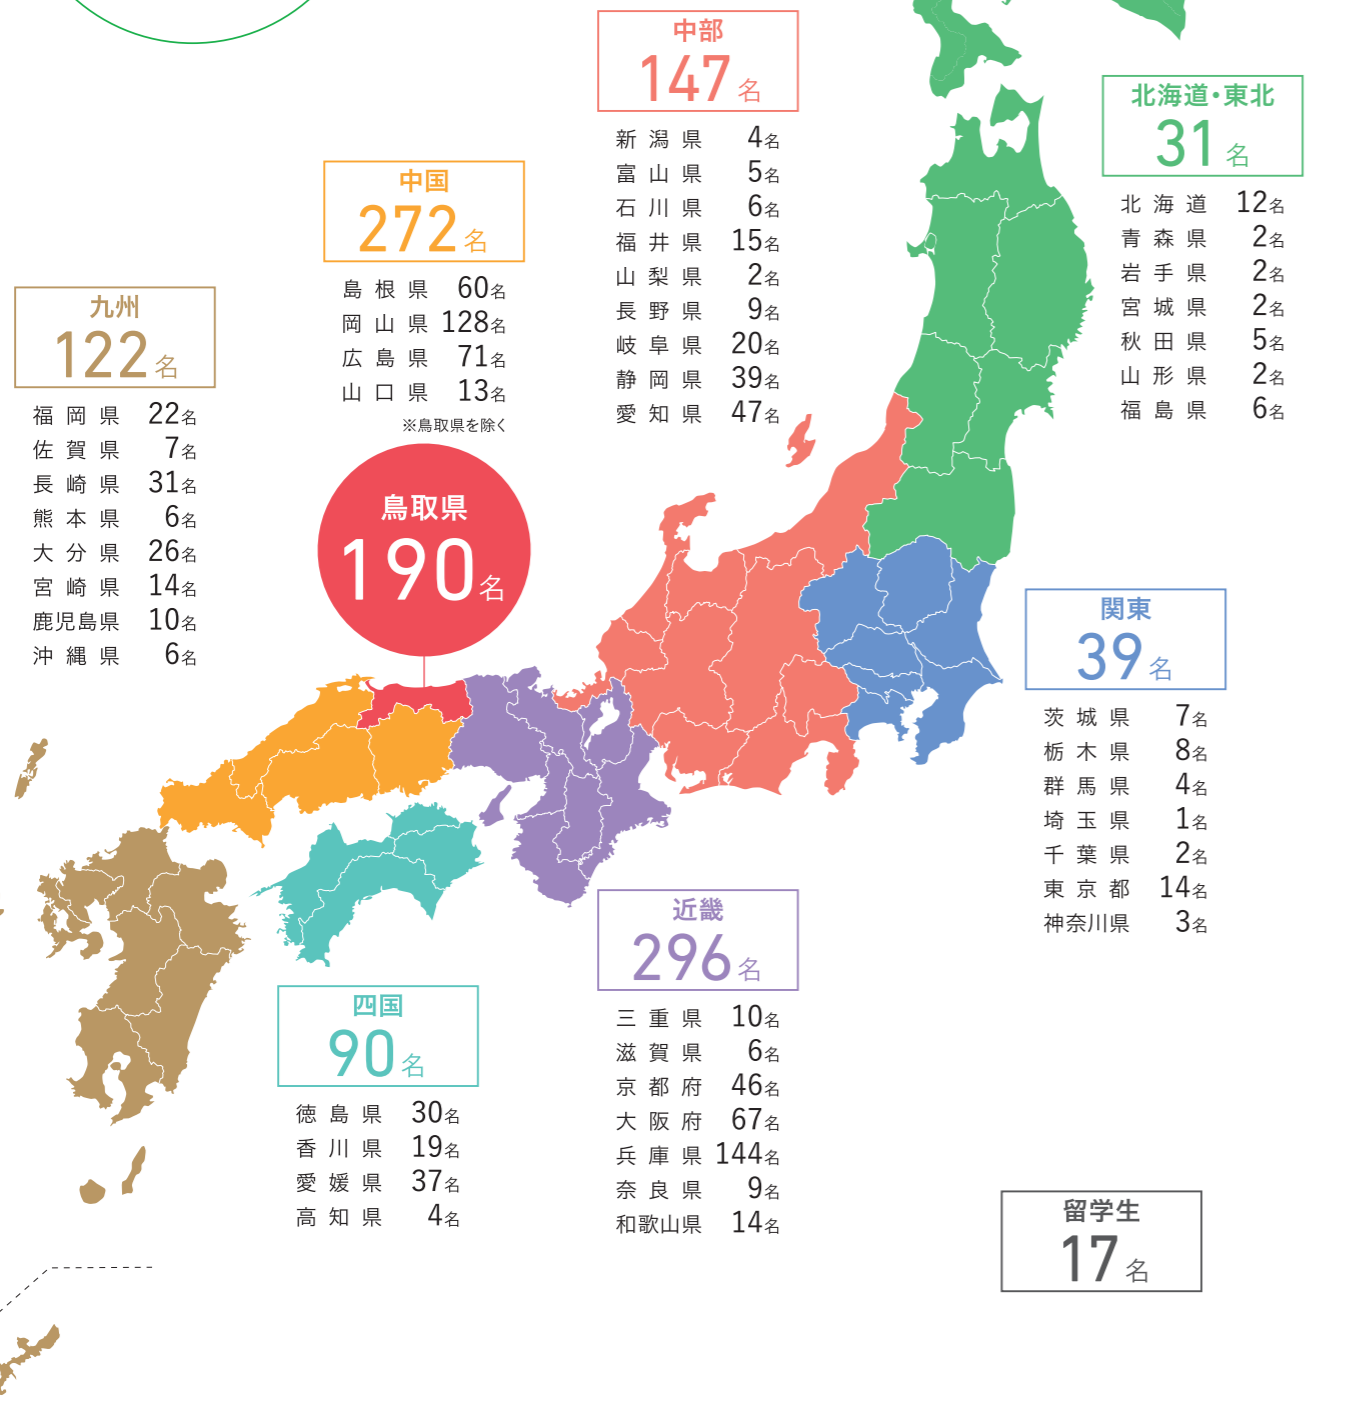 中部
147名
新潟県 4名
富山県 5名
石川県 6名
福井県 15名
山梨県 2名
長野県 9名
岐阜県 20名
静岡県 39名
愛知県 47名
北海道・東北
31名
北海道 12名
青森県 2名
岩手県 2名
宮城県 2名
秋田県 5名
山形県 2名
福島県 6名
中国
272名
島根県 60名
岡山県 128名
広島県 71名
山口県 13名
※鳥取県を除く
九州
122名
福岡県 22名
佐賀県 7名
長崎県 31名
熊本県 6名
大分県 26名
宮崎県 14名
鹿児島県 10名
沖縄県 6名
鳥取県
190名
関東
39名
茨城県 7名
栃木県 8名
群馬県 4名
埼玉県 1名
千葉県 2名
東京都 14名
神奈川県 3名
近畿
296名
三重県 10名
滋賀県 6名
京都府 46名
大阪府 67名
兵庫県 144名
奈良県 9名
和歌山県 14名
四国
90名
徳島県 30名
香川県 19名
愛媛県 37名
高知県 4名
留学生
17名